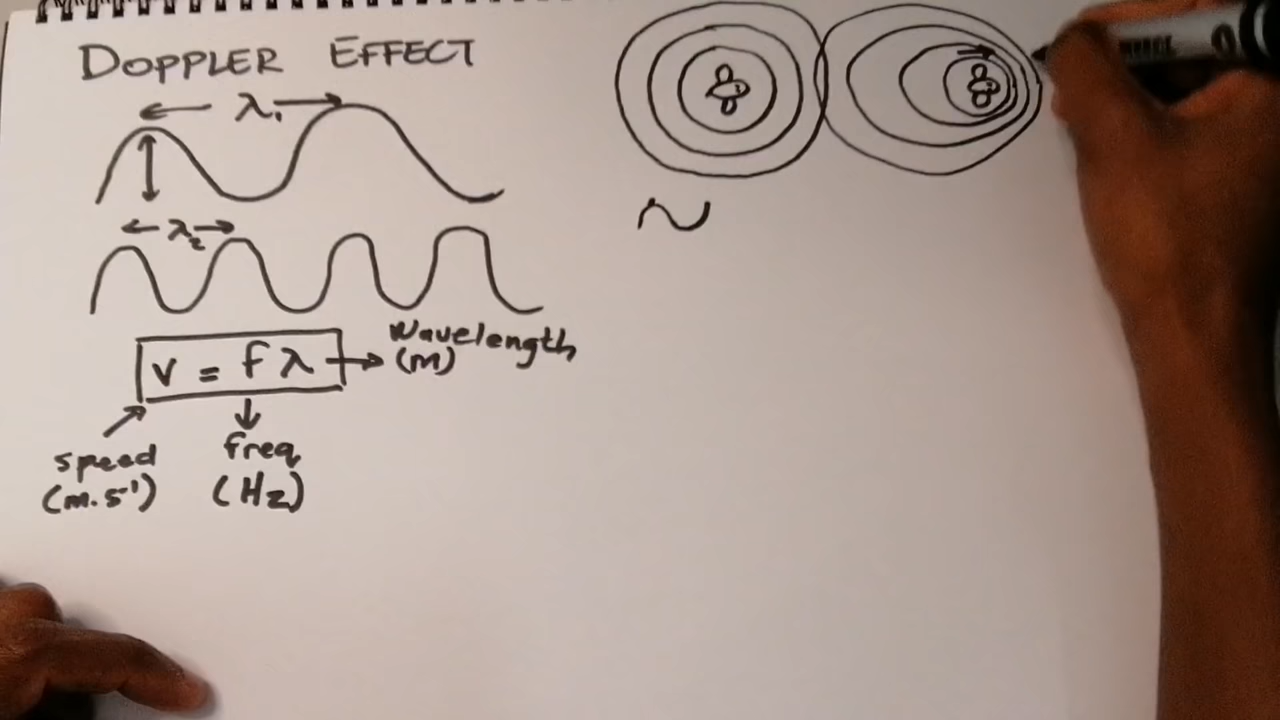 DOPPLER EFFECT
λ₁
λ₂
v = f λ
Wavelength
(m)
speed
(m.s⁻¹)
freq
(Hz)